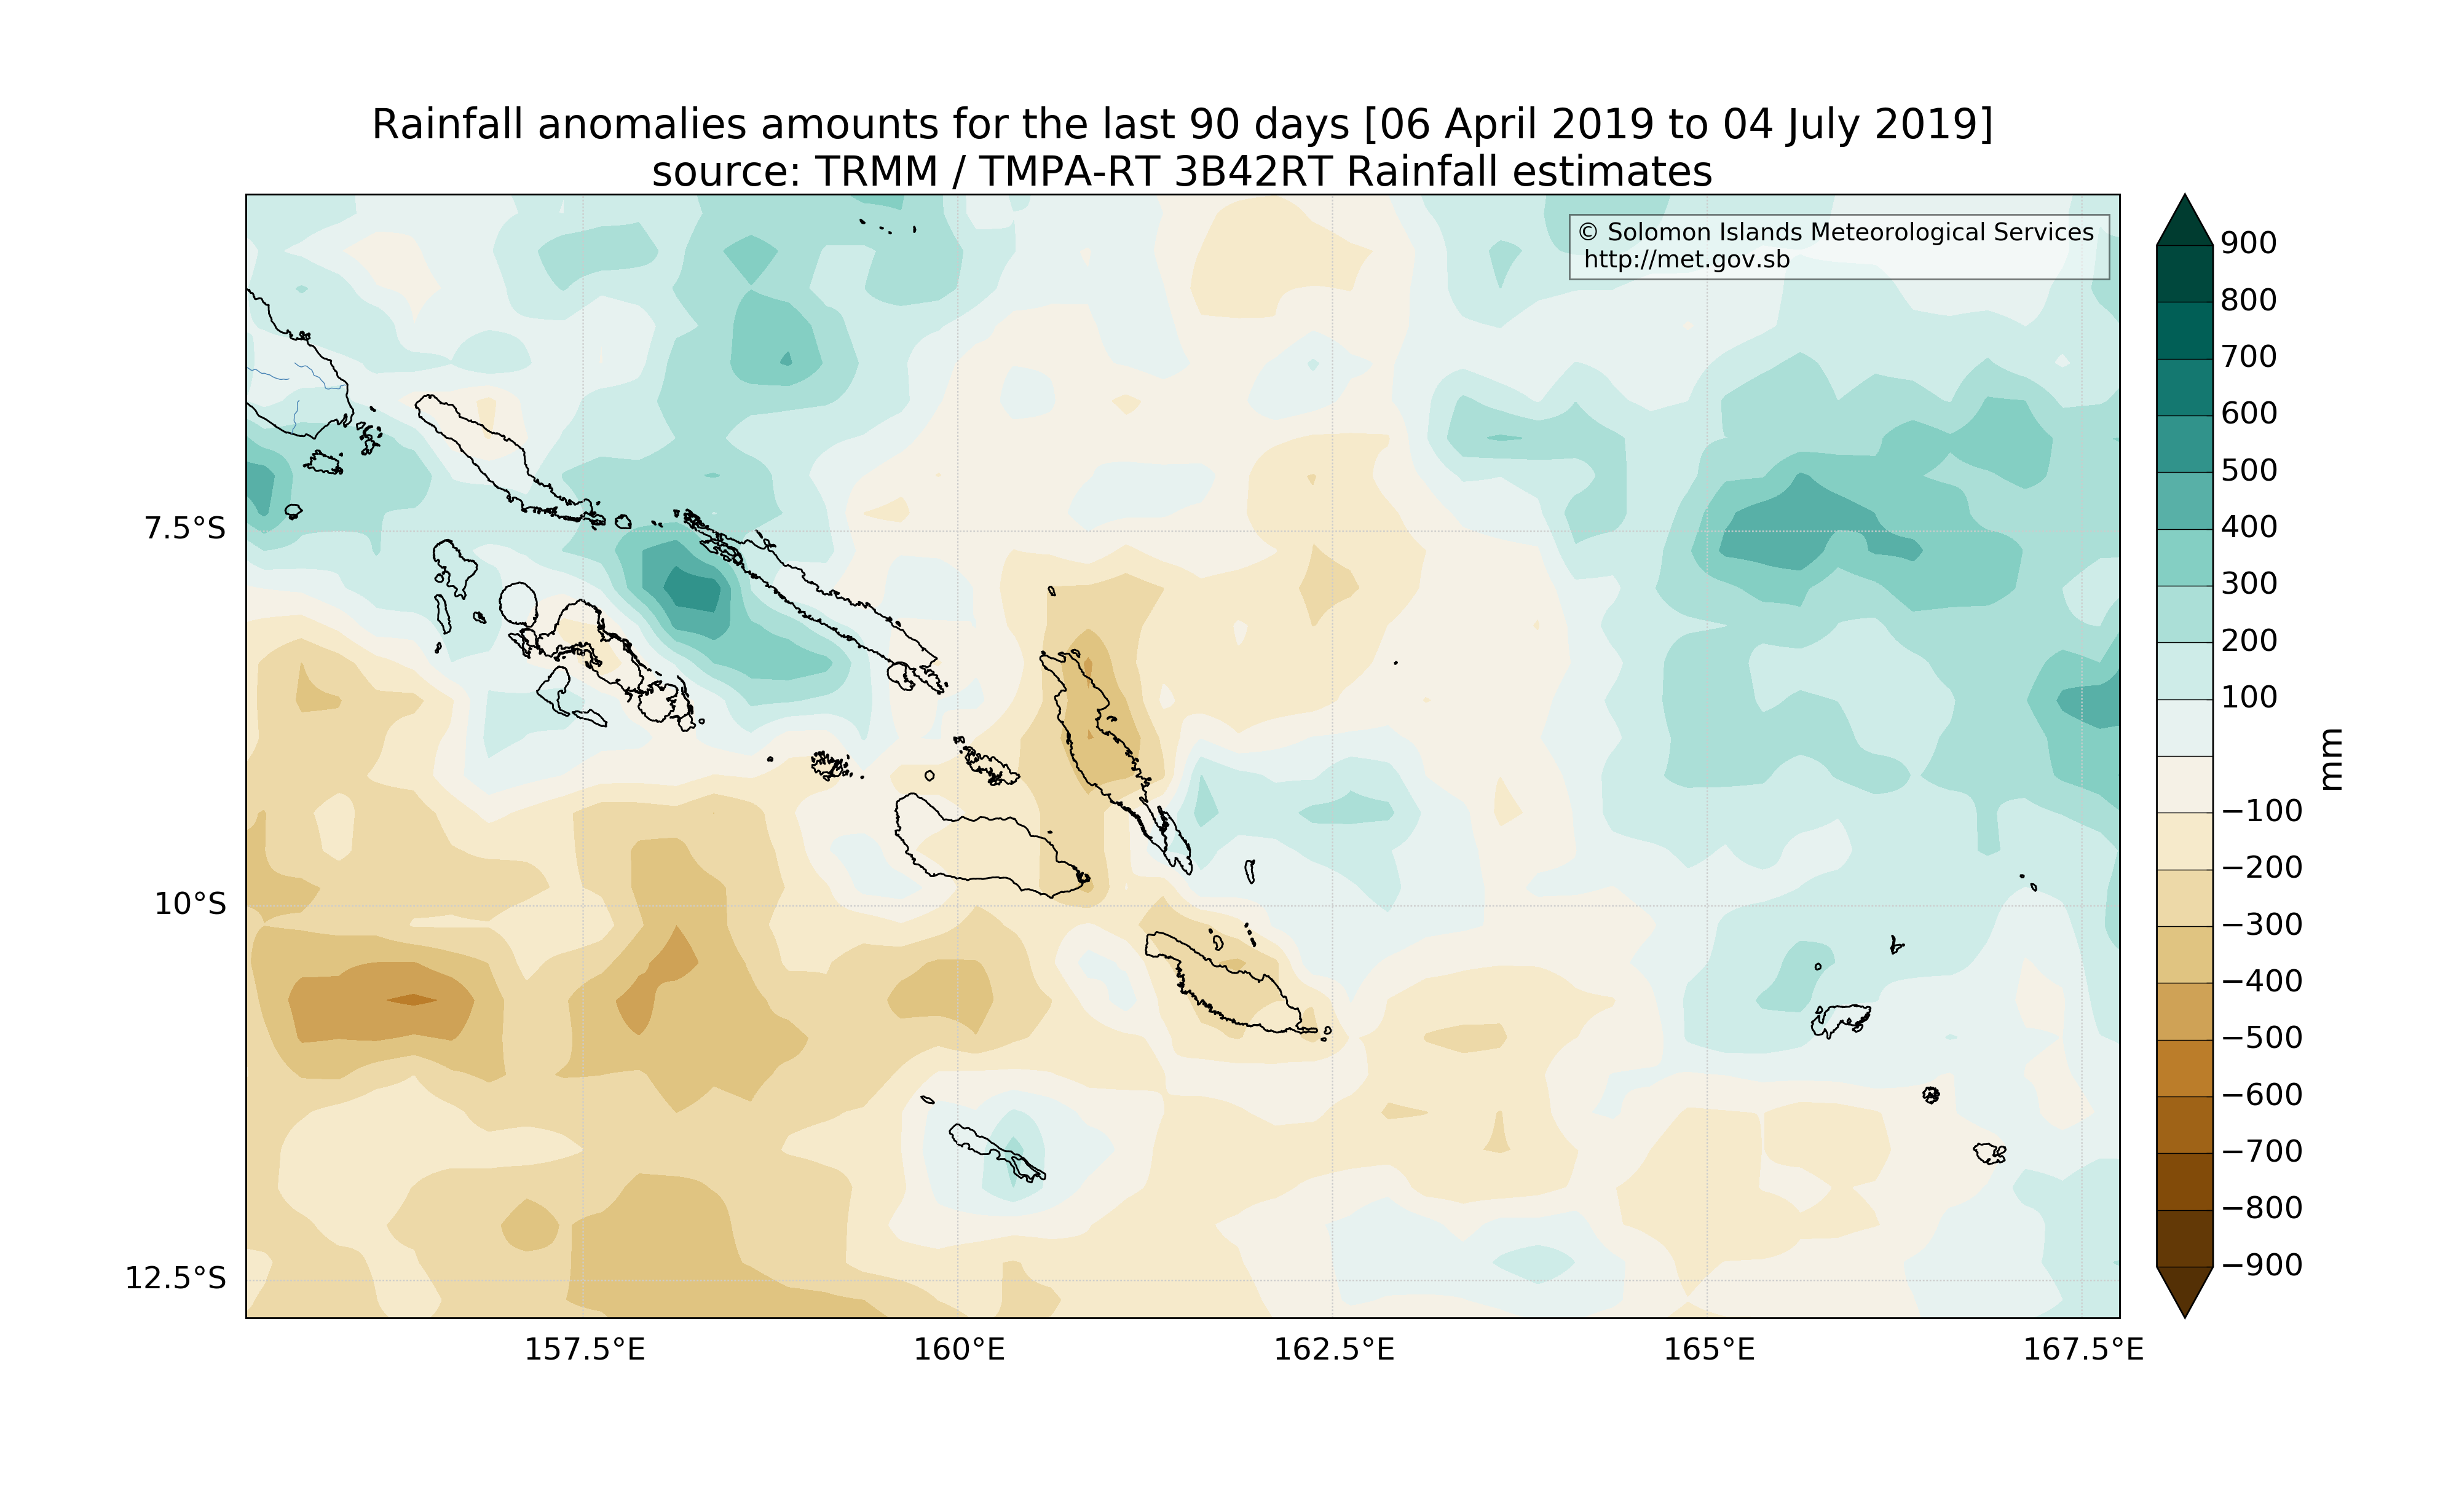 Rainfall anomalies amounts for the last 90 days [06 April 2019 to 04 July 2019]
source: TRMM / TMPA-RT 3B42RT Rainfall estimates
© Solomon Islands Meteorological Services
http://met.gov.sb
7.5°S
10°S
12.5°S
157.5°E
160°E
162.5°E
165°E
167.5°E
900
800
700
600
500
400
300
200
100
−100
−200
−300
−400
−500
−600
−700
−800
−900
mm